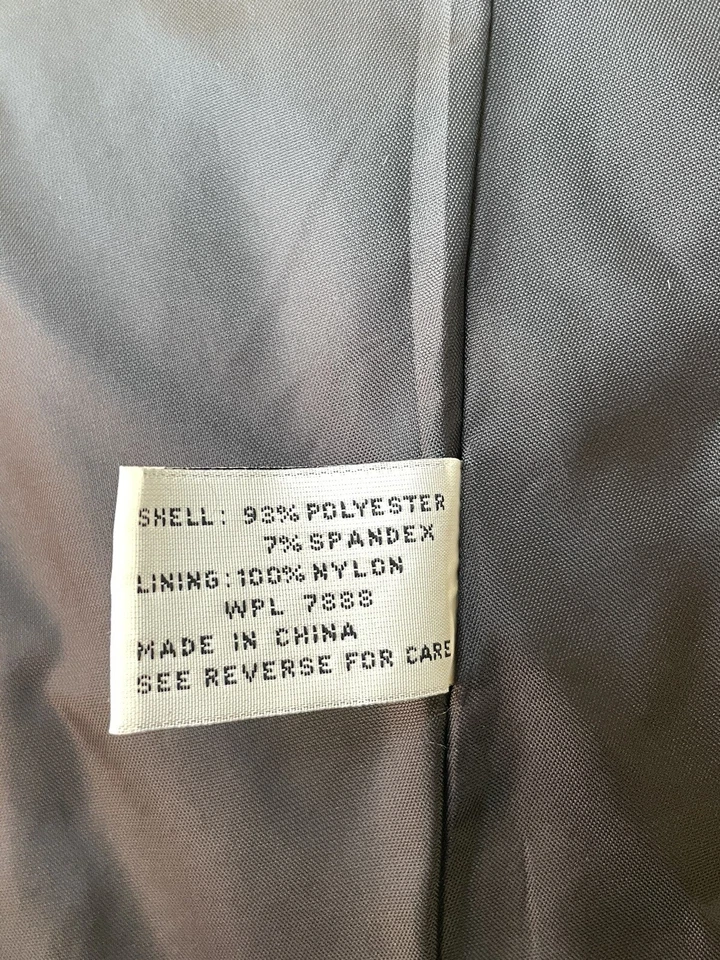 SHELL: 93% POLYESTER
7% SPANDEX
LINING: 100% NYLON
WPL 7888
MADE IN CHINA
SEE REVERSE FOR CARE